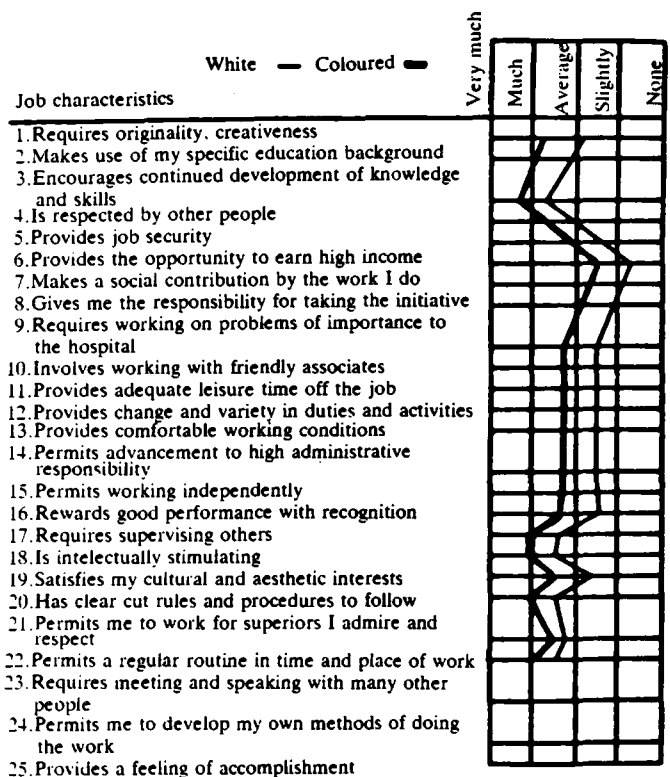 White Coloured
Job characteristics
Very much
Much
Average
Slightly
None
1.Requires originality, creativeness
2.Makes use of my specific education background
3.Encourages continued development of knowledge
and skills
4.Is respected by other people
5.Provides job security
6.Provides the opportunity to earn high income
7.Makes a social contribution by the work I do
8.Gives me the responsibility for taking the initiative
9.Requires working on problems of importance to
the hospital
10.Involves working with friendly associates
11.Provides adequate leisure time off the job
12.Provides change and variety in duties and activities
13.Provides comfortable working conditions
14.Permits advancement to high administrative
responsibility
15.Permits working independently
16.Rewards good performance with recognition
17.Requires supervising others
18.Is intelectually stimulating
19.Satisfies my cultural and aesthetic interests
20.Has clear cut rules and procedures to follow
21.Permits me to work for superiors I admire and
respect
22.Permits a regular routine in time and place of work
23.Requires meeting and speaking with many other
people
24.Permits me to develop my own methods of doing
the work
25.Provides a feeling of accomplishment